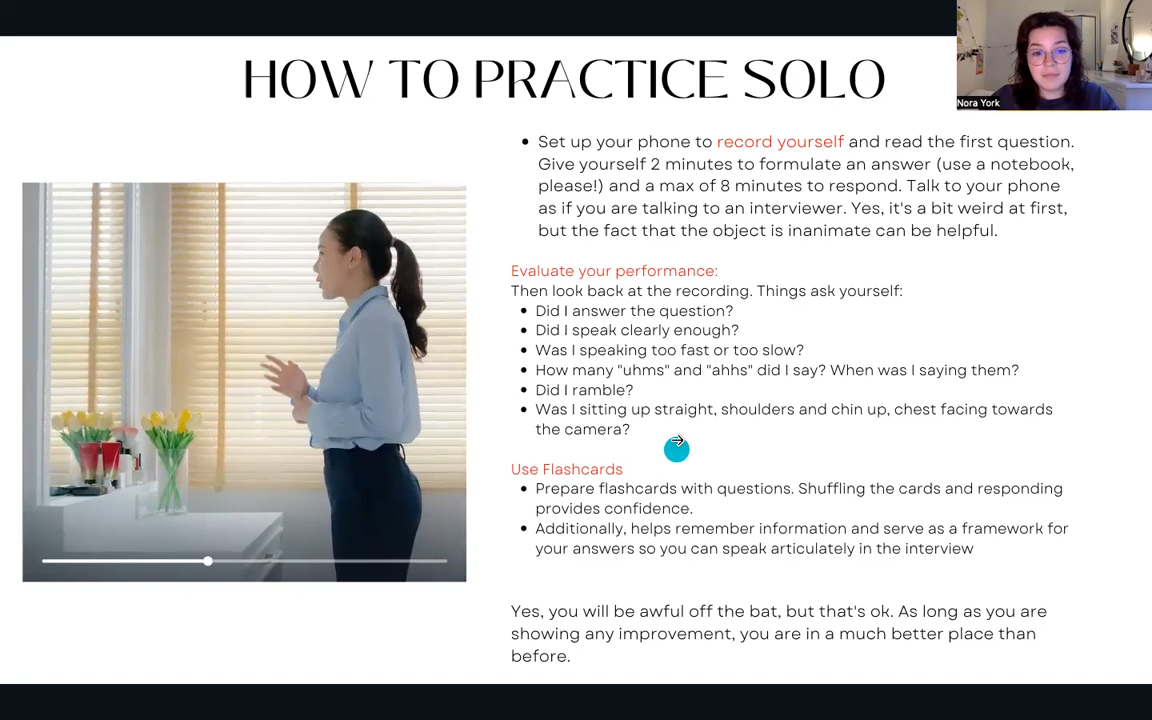 HOW TO PRACTICE SOLO
Nora York
• Set up your phone to record yourself and read the first question.
Give yourself 2 minutes to formulate an answer (use a notebook,
please!) and a max of 8 minutes to respond. Talk to your phone
as if you are talking to an interviewer. Yes, it's a bit weird at first,
but the fact that the object is inanimate can be helpful.
Evaluate your performance:
Then look back at the recording. Things ask yourself:
• Did I answer the question?
• Did I speak clearly enough?
• Was I speaking too fast or too slow?
• How many "uhms" and "ahhs" did I say? When was I saying them?
• Did I ramble?
• Was I sitting up straight, shoulders and chin up, chest facing towards
the camera?
Use Flashcards
• Prepare flashcards with questions. Shuffling the cards and responding
provides confidence.
• Additionally, helps remember information and serve as a framework for
your answers so you can speak articulately in the interview
Yes, you will be awful off the bat, but that's ok. As long as you are
showing any improvement, you are in a much better place than
before.